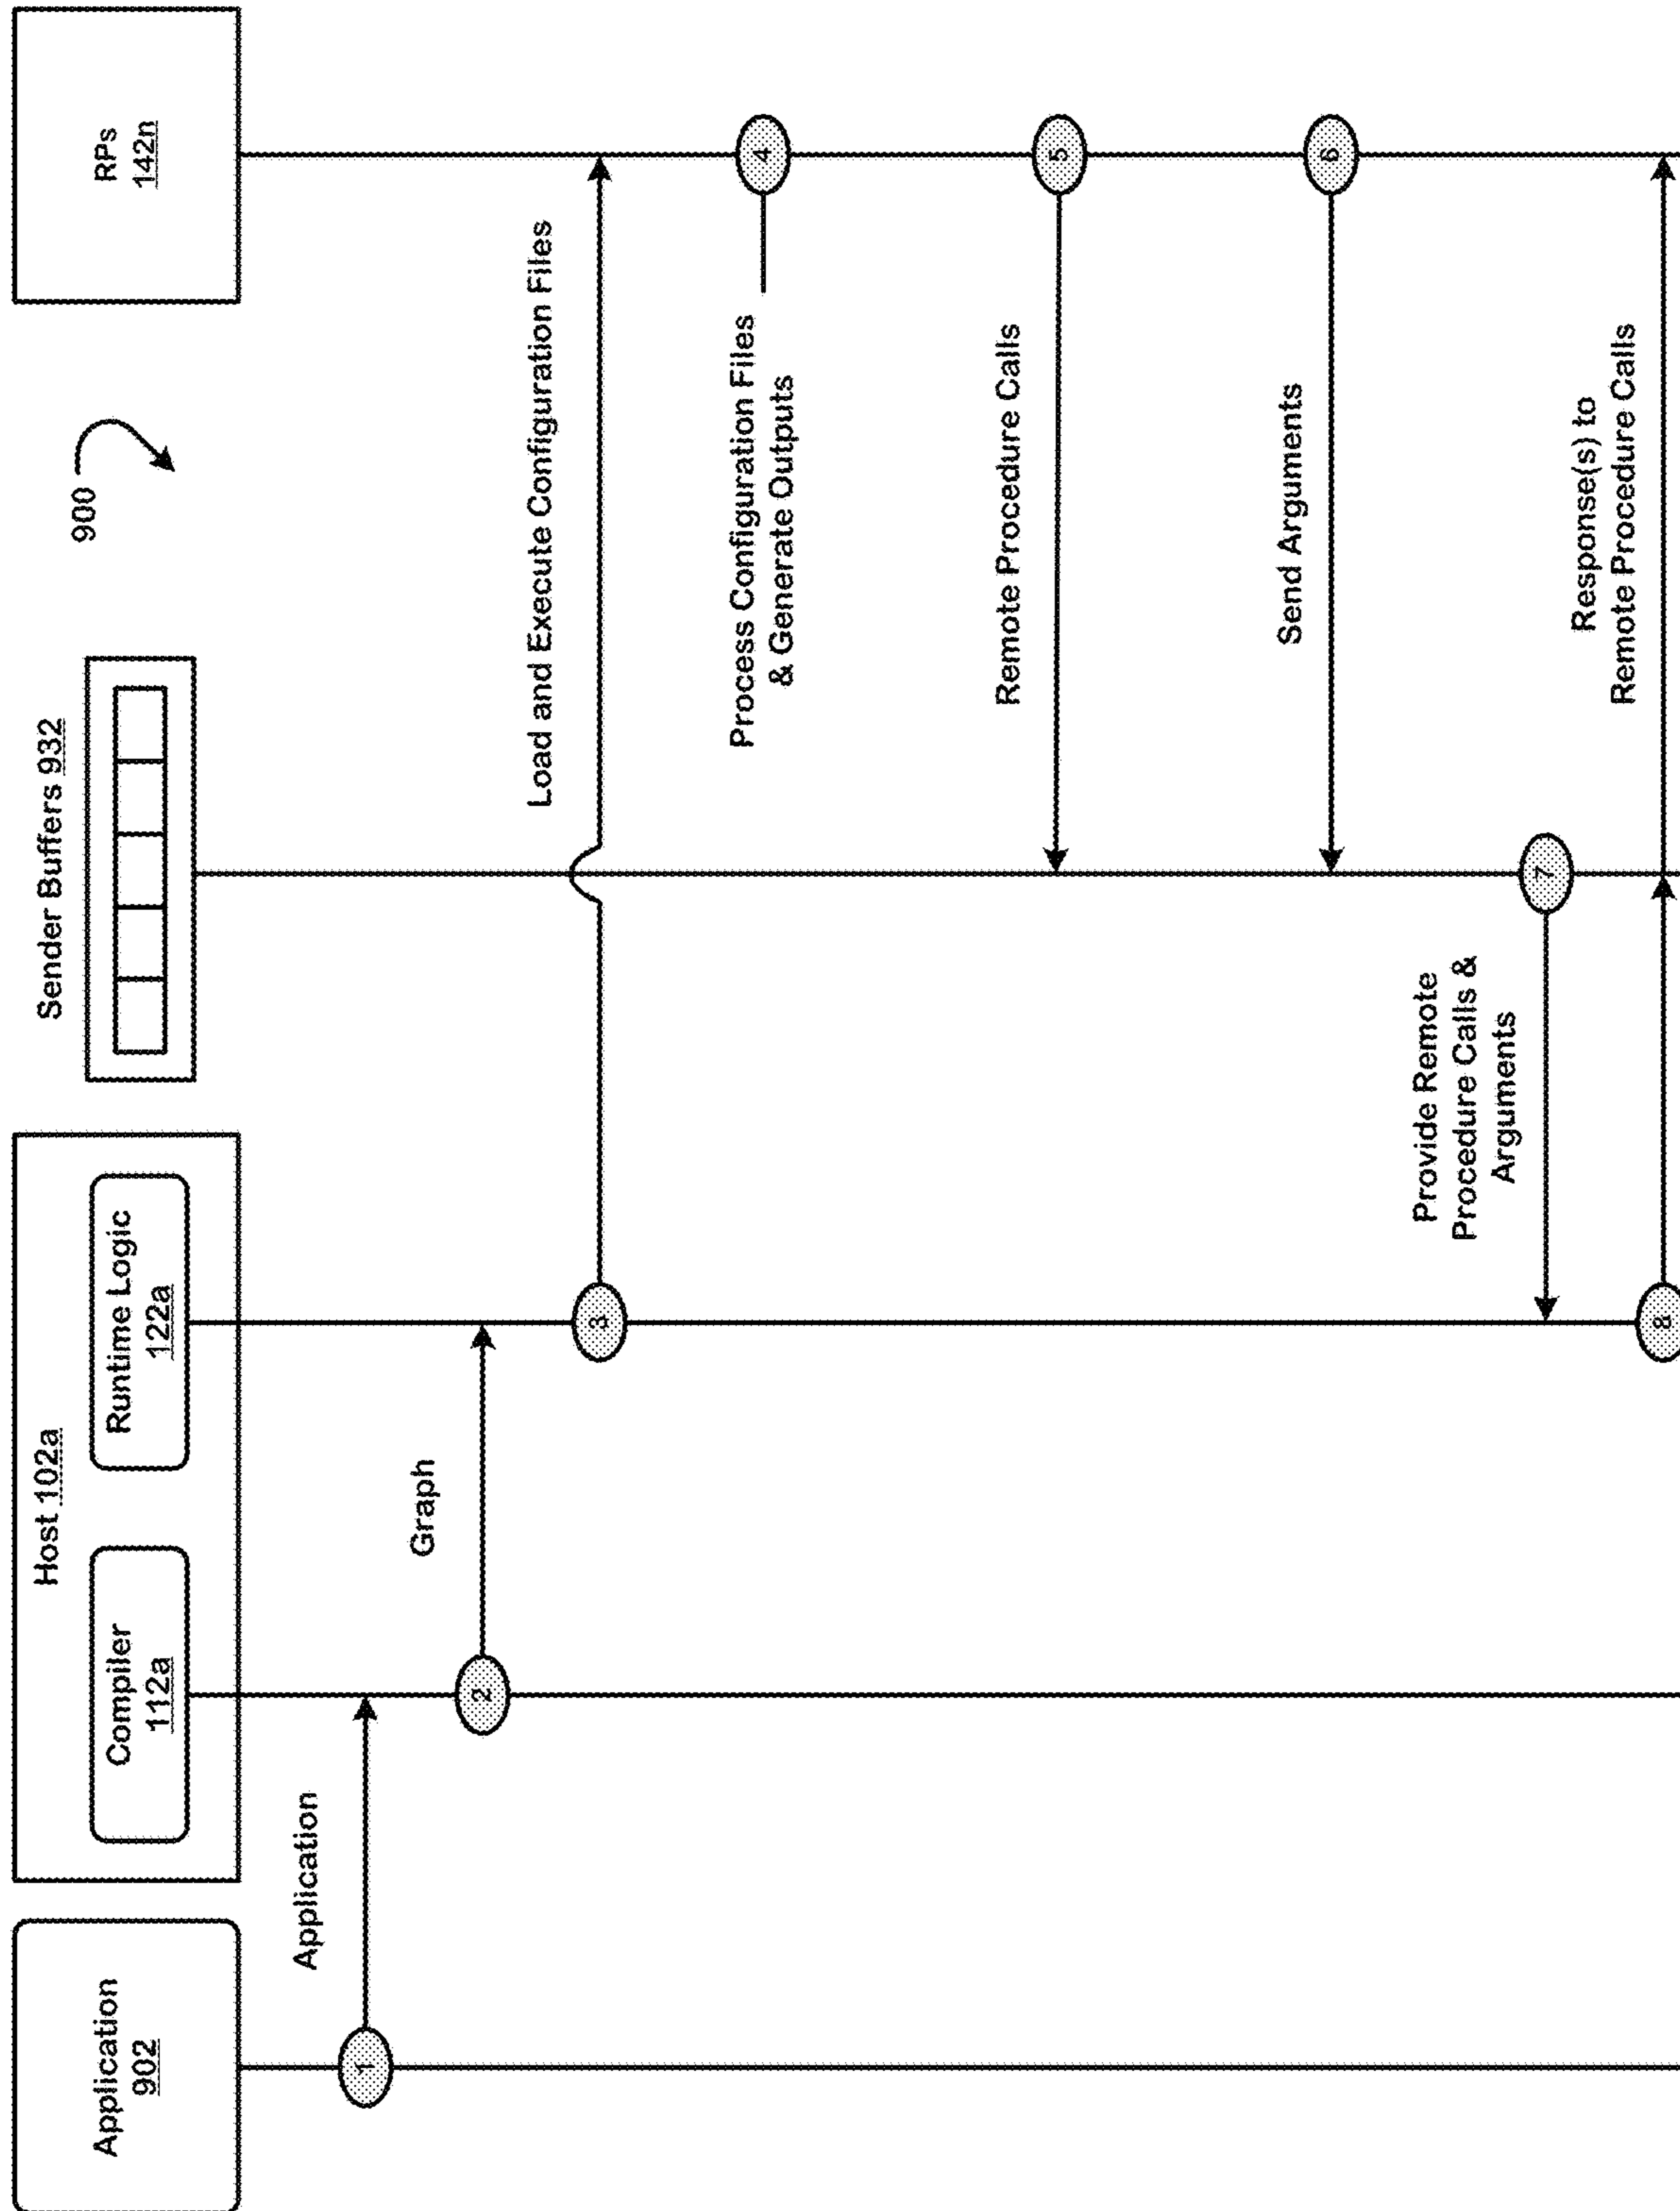 Application
902
Host 102a
Compiler
112a
Runtime Logic
122a
Sender Buffers 932
900
RPs
142n
Application
1
Graph
2
Load and Execute Configuration Files
3
Process Configuration Files
& Generate Outputs
4
Remote Procedure Calls
5
Send Arguments
6
Provide Remote
Procedure Calls &
Arguments
7
Response(s) to
Remote Procedure Calls
8